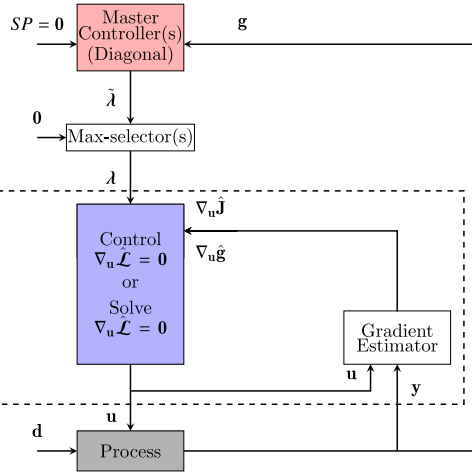 SP = 0
Master
Controller(s)
(Diagonal)
g
λ̃
0
Max-selector(s)
λ
∇uĴ
∇uĝ
Control
∇uℒ̂ = 0
or
Solve
∇uℒ̂ = 0
Gradient
Estimator
u
y
u
d
Process